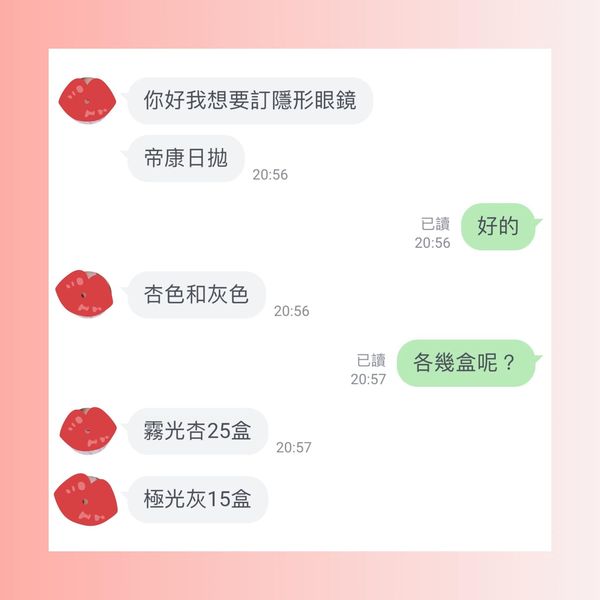 你好我想要訂隱形眼鏡
帝康日拋
20:56
已讀
20:56
好的
杏色和灰色
20:56
已讀
20:57
各幾盒呢？
霧光杏25盒
20:57
極光灰15盒